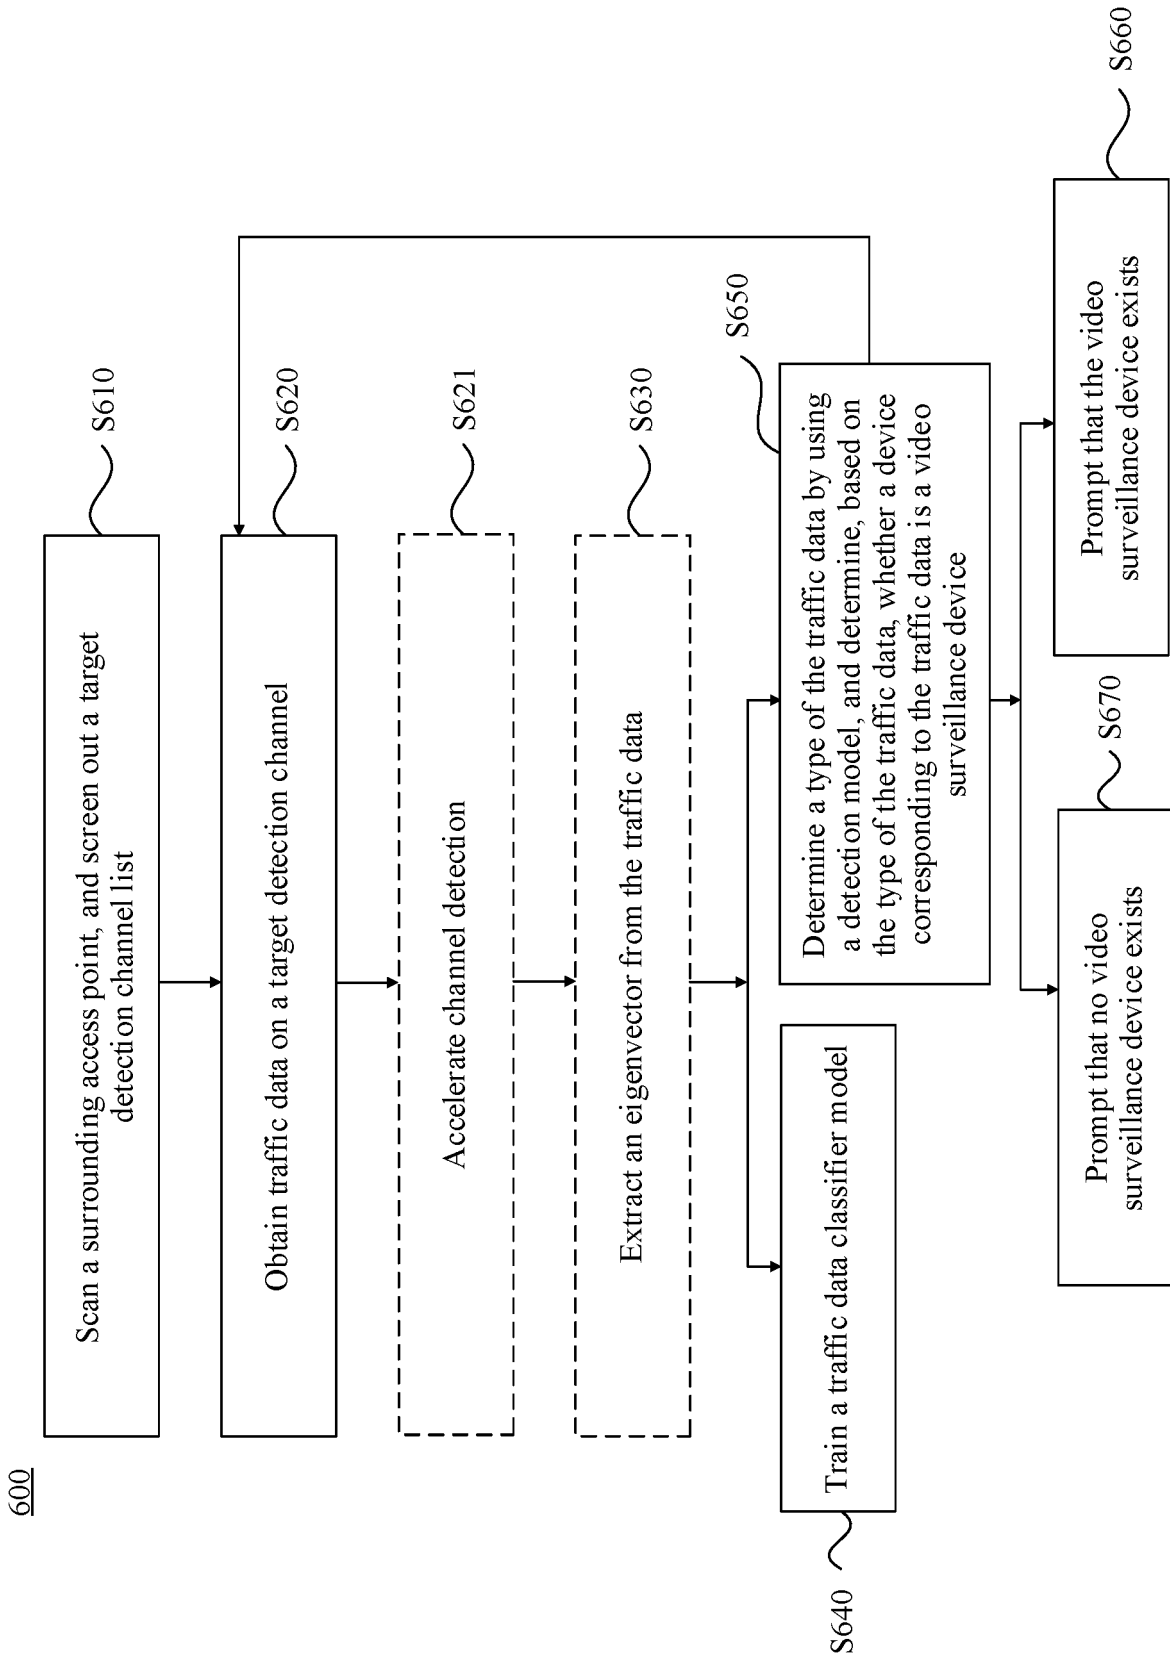 600
Scan a surrounding access point, and screen out a target
detection channel list
S610
Obtain traffic data on a target detection channel
S620
Accelerate channel detection
S621
Extract an eigenvector from the traffic data
S630
Train a traffic data classifier model
S640
Determine a type of the traffic data by using
a detection model, and determine, based on
the type of the traffic data, whether a device
corresponding to the traffic data is a video
surveillance device
S650
Prompt that no video
surveillance device exists
S670
Prompt that the video
surveillance device exists
S660